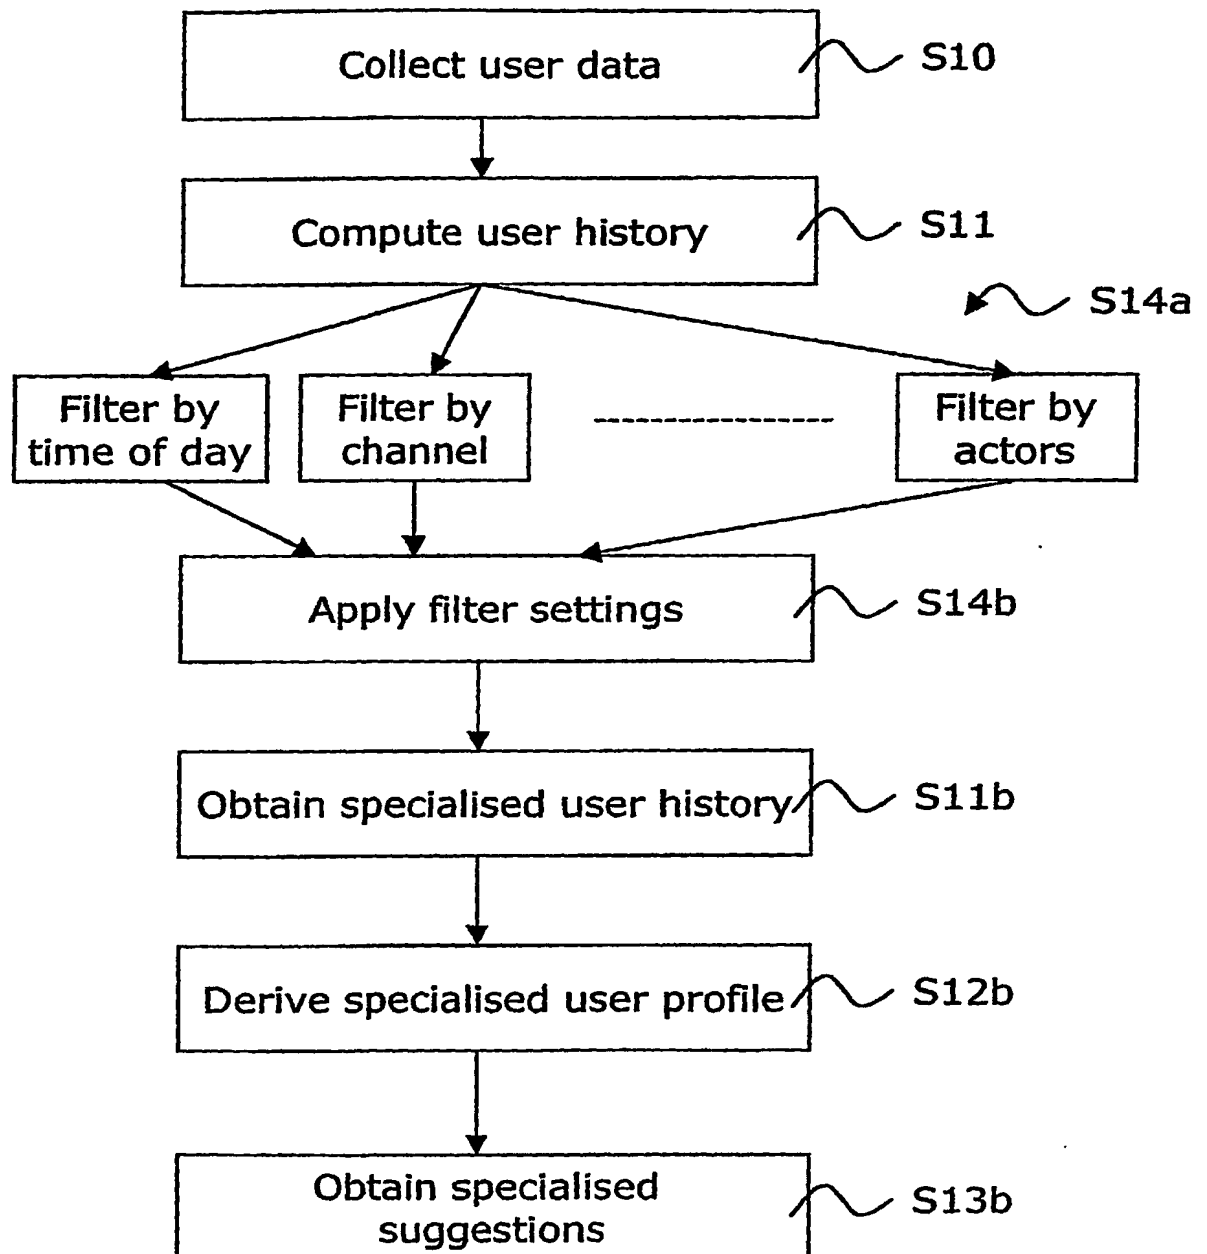 Collect user data
S10
Compute user history
S11
S14a
Filter by
time of day
Filter by
channel
Filter by
actors
Apply filter settings
S14b
Obtain specialised user history
S11b
Derive specialised user profile
S12b
Obtain specialised
suggestions
S13b